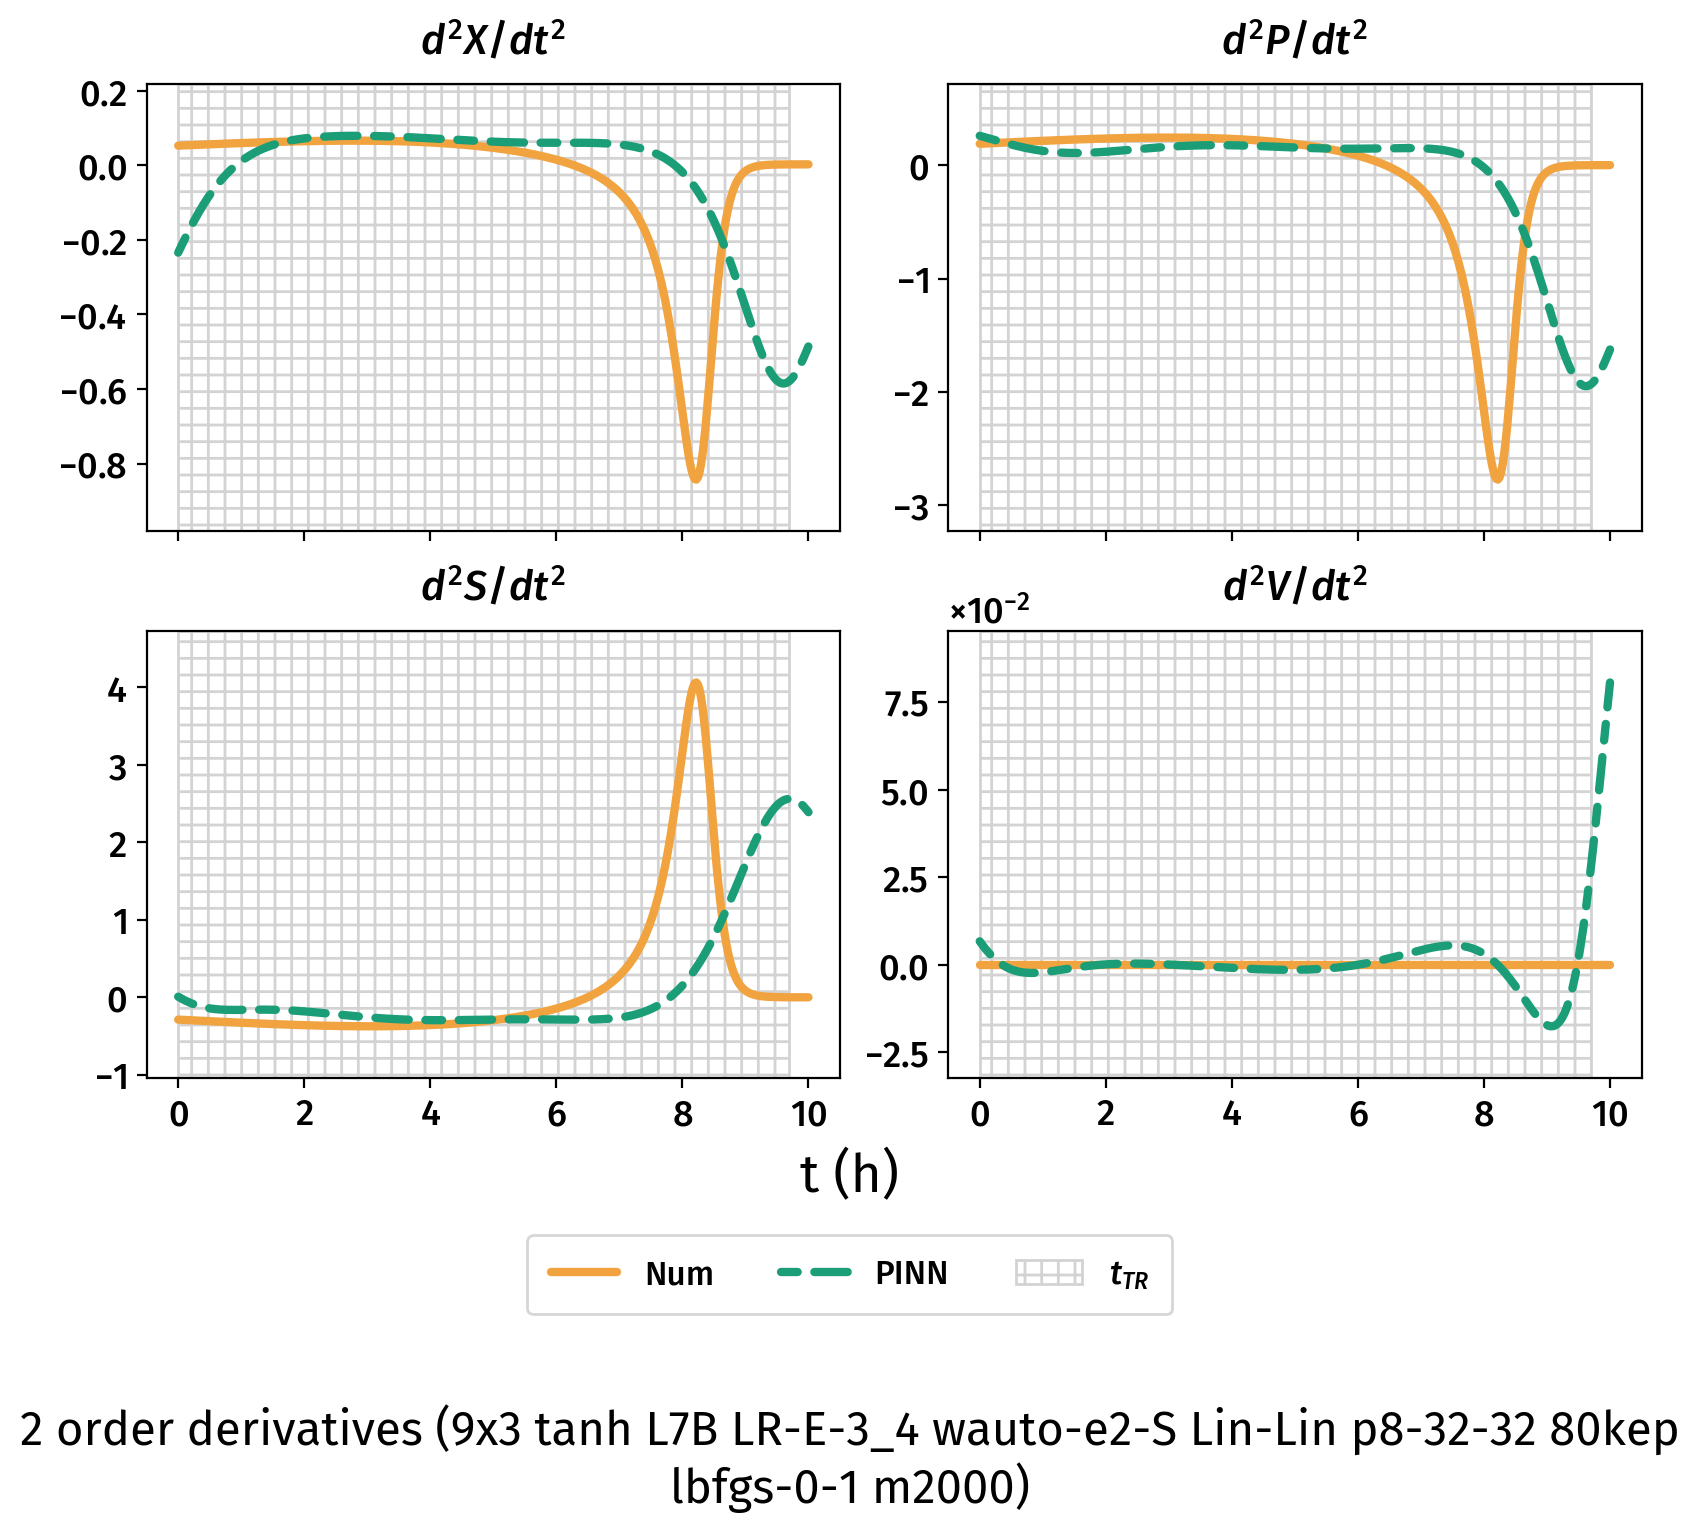 d²X/dt²
d²P/dt²
0.2
0.0
−0.2
−0.4
−0.6
−0.8
0
−1
−2
−3
d²S/dt²
d²V/dt²
×10⁻²
4
3
2
1
0
−1
7.5
5.0
2.5
0.0
−2.5
0 2 4 6 8 10
0 2 4 6 8 10
t (h)
Num PINN t_TR
2 order derivatives (9x3 tanh L7B LR-E-3_4 wauto-e2-S Lin-Lin p8-32-32 80kep
lbfgs-0-1 m2000)